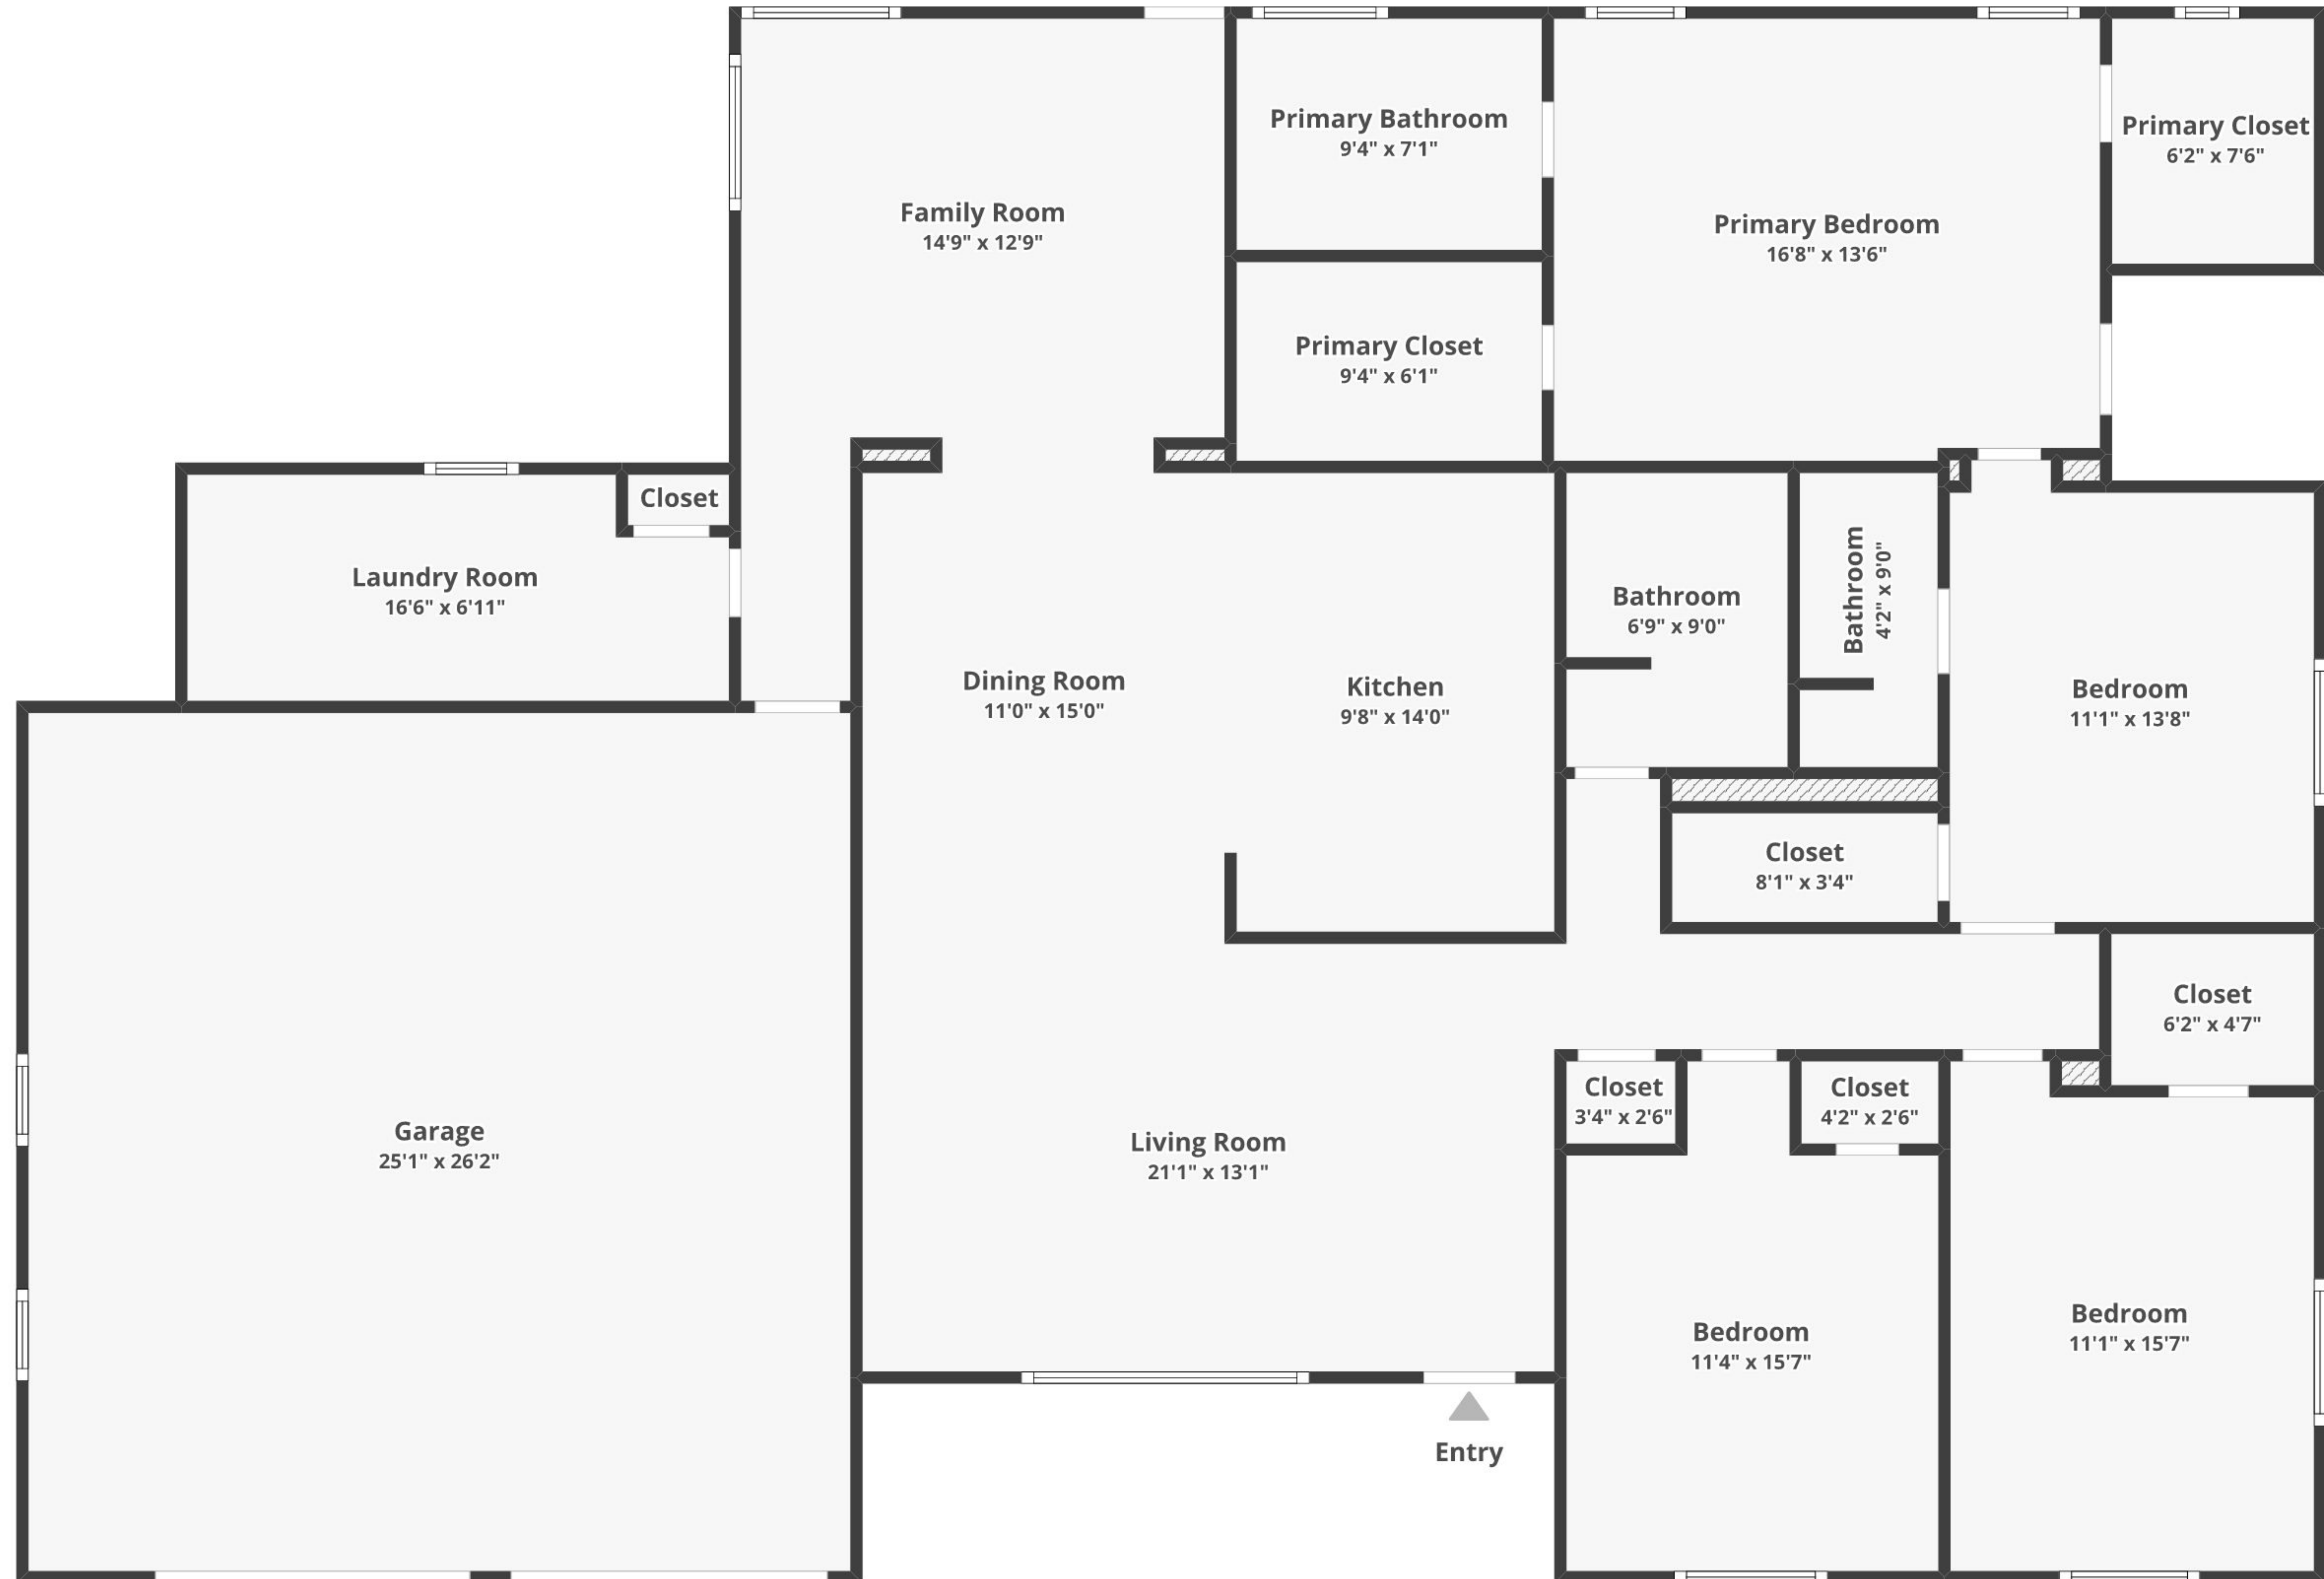 Primary Bathroom
9'4" x 7'1"
Primary Closet
6'2" x 7'6"
Family Room
14'9" x 12'9"
Primary Bedroom
16'8" x 13'6"
Primary Closet
9'4" x 6'1"
Closet
Laundry Room
16'6" x 6'11"
Bathroom
6'9" x 9'0"
Bathroom
4'2" x 9'0"
Dining Room
11'0" x 15'0"
Kitchen
9'8" x 14'0"
Bedroom
11'1" x 13'8"
Closet
8'1" x 3'4"
Closet
6'2" x 4'7"
Closet
3'4" x 2'6"
Closet
4'2" x 2'6"
Garage
25'1" x 26'2"
Living Room
21'1" x 13'1"
Bedroom
11'4" x 15'7"
Bedroom
11'1" x 15'7"
Entry